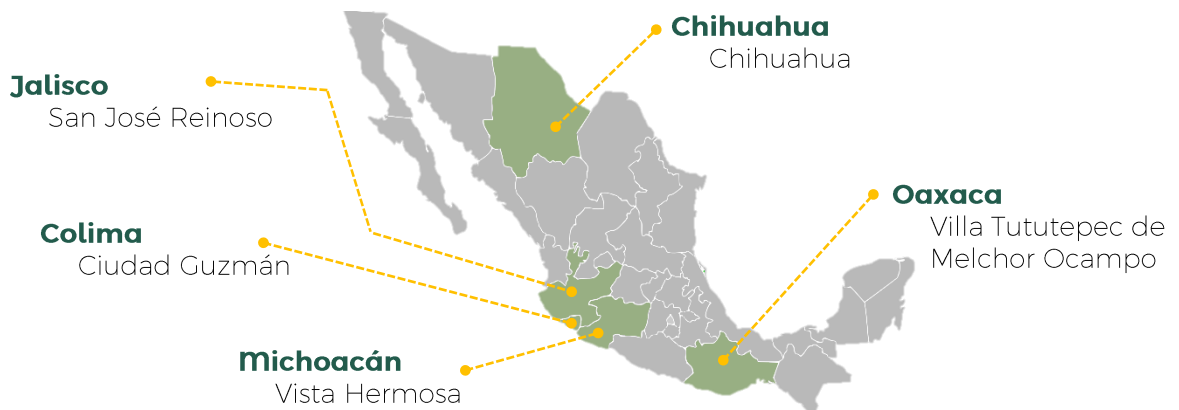 Chihuahua
Chihuahua
Jalisco
San José Reinoso
Oaxaca
Villa Tututepec de
Melchor Ocampo
Colima
Ciudad Guzmán
Michoacán
Vista Hermosa